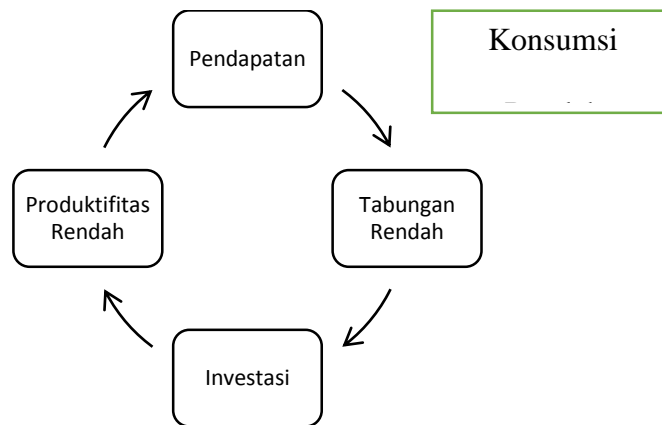 Pendapatan
Konsumsi
Produktifitas
Rendah
Tabungan
Rendah
Investasi